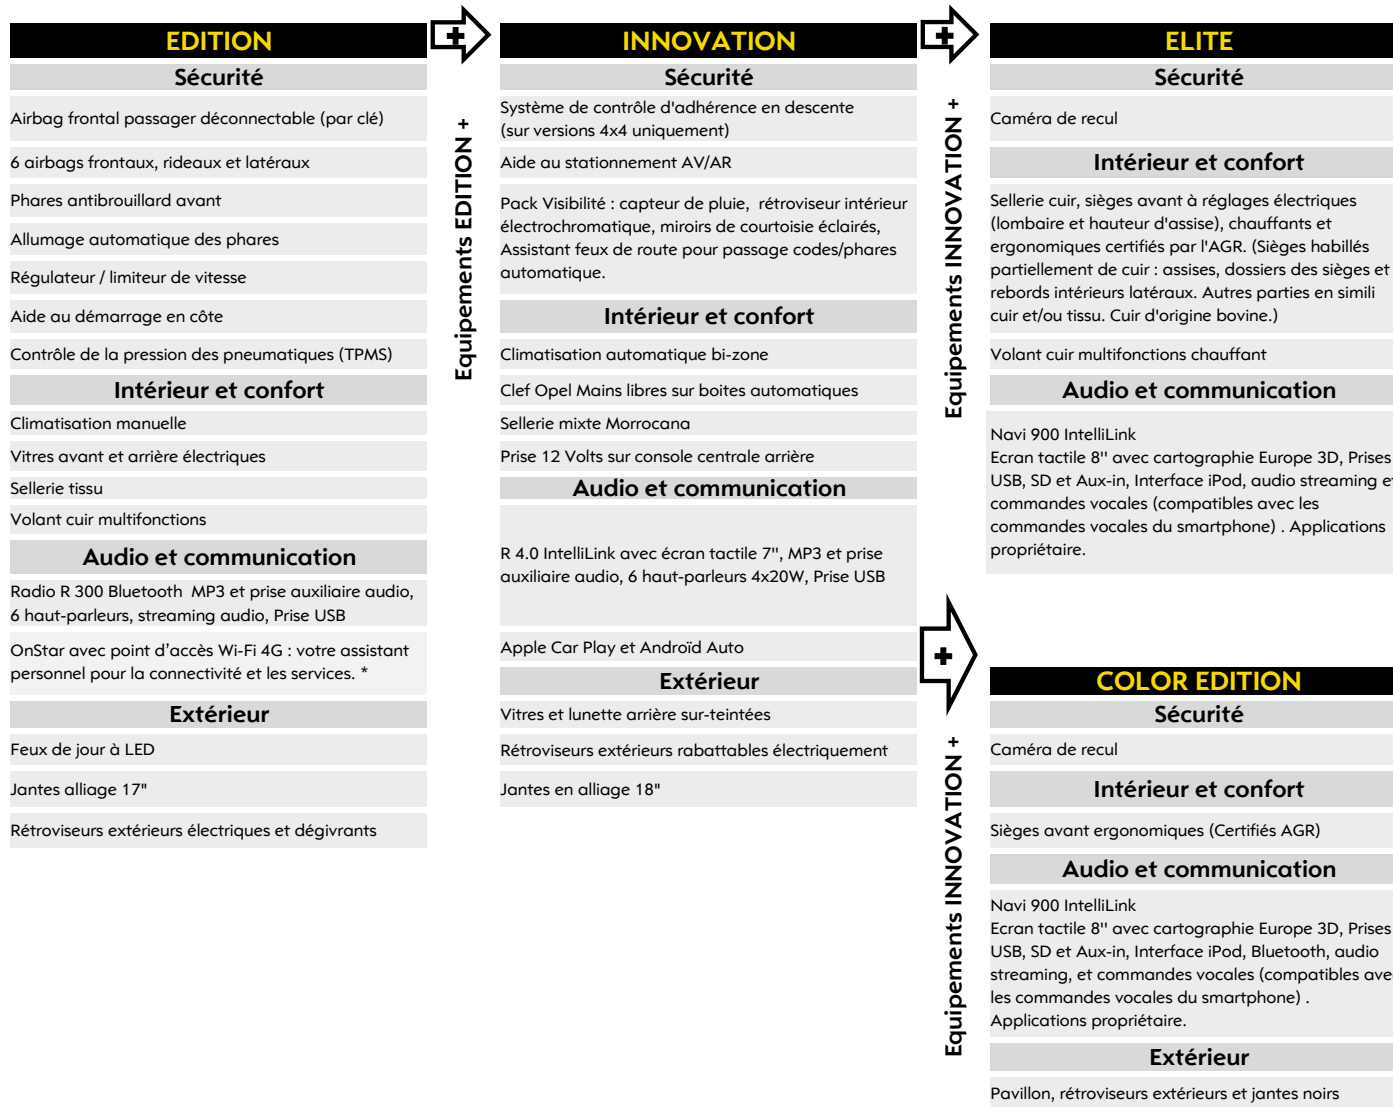 EDITION
Sécurité
Airbag frontal passager déconnectable (par clé)
6 airbags frontaux, rideaux et latéraux
Phares antibrouillard avant
Allumage automatique des phares
Régulateur / limiteur de vitesse
Aide au démarrage en côte
Contrôle de la pression des pneumatiques (TPMS)
Intérieur et confort
Climatisation manuelle
Vitres avant et arrière électriques
Sellerie tissu
Volant cuir multifonctions
Audio et communication
Radio R 300 Bluetooth MP3 et prise auxiliaire audio,
6 haut-parleurs, streaming audio, Prise USB
OnStar avec point d'accès Wi-Fi 4G : votre assistant
personnel pour la connectivité et les services. *
Extérieur
Feux de jour à LED
Jantes alliage 17"
Rétroviseurs extérieurs électriques et dégivrants
+
Equipements EDITION +
INNOVATION
Sécurité
Système de contrôle d'adhérence en descente
(sur versions 4x4 uniquement)
Aide au stationnement AV/AR
Pack Visibilité : capteur de pluie, rétroviseur intérieur
électrochromatique, miroirs de courtoisie éclairés,
Assistant feux de route pour passage codes/phares
automatique.
Intérieur et confort
Climatisation automatique bi-zone
Clef Opel Mains libres sur boites automatiques
Sellerie mixte Morrocana
Prise 12 Volts sur console centrale arrière
Audio et communication
R 4.0 IntelliLink avec écran tactile 7", MP3 et prise
auxiliaire audio, 6 haut-parleurs 4x20W, Prise USB
Apple Car Play et Androïd Auto
Extérieur
Vitres et lunette arrière sur-teintées
Rétroviseurs extérieurs rabattables électriquement
Jantes en alliage 18"
+
Equipements INNOVATION +
ELITE
Sécurité
Caméra de recul
Intérieur et confort
Sellerie cuir, sièges avant à réglages électriques
(lombaire et hauteur d'assise), chauffants et
ergonomiques certifiés par l'AGR. (Sièges habillés
partiellement de cuir : assises, dossiers des sièges et
rebords intérieurs latéraux. Autres parties en simili
cuir et/ou tissu. Cuir d'origine bovine.)
Volant cuir multifonctions chauffant
Audio et communication
Navi 900 IntelliLink
Ecran tactile 8" avec cartographie Europe 3D, Prises
USB, SD et Aux-in, Interface iPod, audio streaming et
commandes vocales (compatibles avec les
commandes vocales du smartphone) . Applications
propriétaire.
+
Equipements INNOVATION +
COLOR EDITION
Sécurité
Caméra de recul
Intérieur et confort
Sièges avant ergonomiques (Certifiés AGR)
Audio et communication
Navi 900 IntelliLink
Ecran tactile 8" avec cartographie Europe 3D, Prises
USB, SD et Aux-in, Interface iPod, Bluetooth, audio
streaming, et commandes vocales (compatibles avec
les commandes vocales du smartphone) .
Applications propriétaire.
Extérieur
Pavillon, rétroviseurs extérieurs et jantes noirs